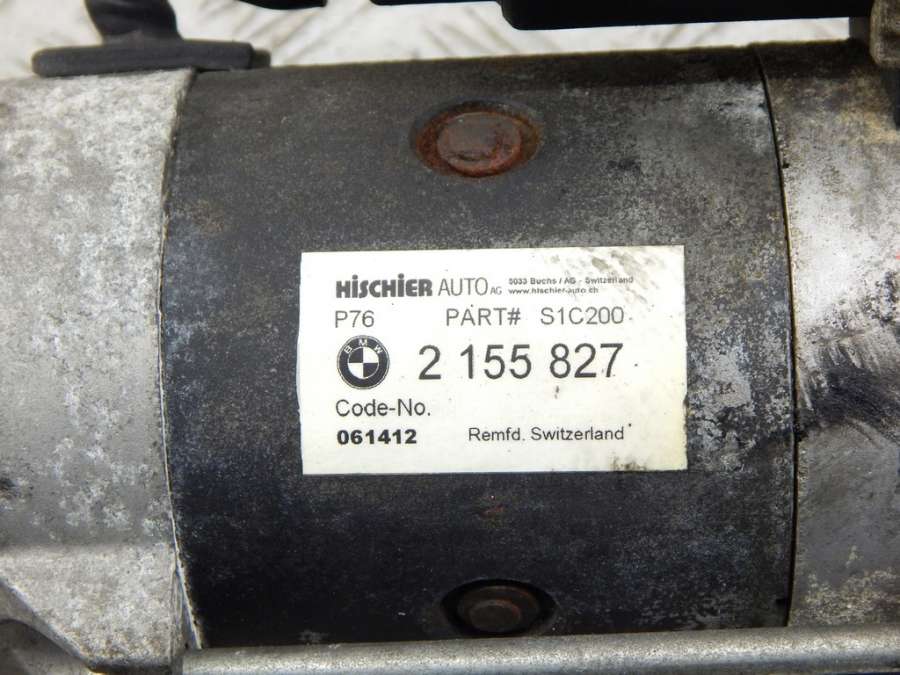 HiSCHiER AUTO AG 5033 Buchs / AG - Switzerland
www.hischier-auto.ch
P76 PART# S1C200
BMW 2 155 827
Code-No.
061412 Remfd. Switzerland